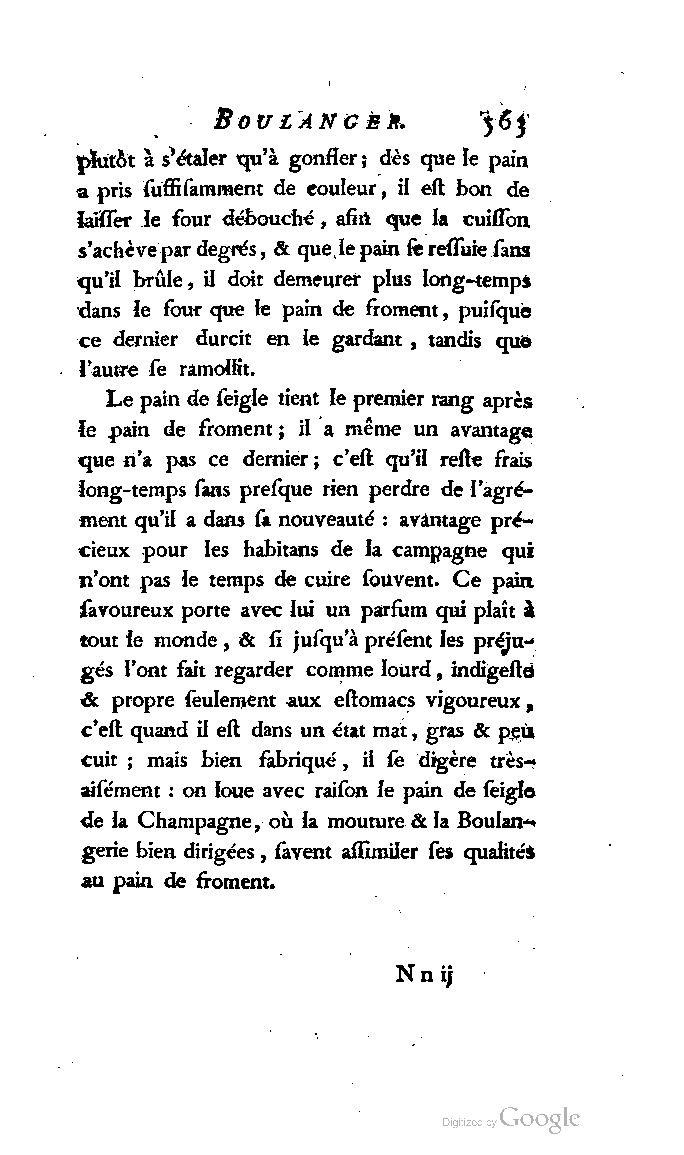 BOULANGER. 563
plutôt à s'étaler qu'à gonfler; dès que le pain
a pris ſuffiſamment de couleur, il eſt bon de
laiſſer le four débouché, afin que la cuiſſon
s'achève par degrés, & que le pain ſe reſſuie ſans
qu'il brûle, il doit demeurer plus long-temps
dans le four que le pain de froment, puiſque
ce dernier durcit en le gardant, tandis que
l'autre ſe ramollit.
Le pain de ſeigle tient le premier rang après
le pain de froment; il a même un avantage
que n'a pas ce dernier; c'eſt qu'il reſte frais
long-temps ſans preſque rien perdre de l'agré-
ment qu'il a dans ſa nouveauté : avantage pré-
cieux pour les habitans de la campagne qui
n'ont pas le temps de cuire ſouvent. Ce pain
ſavoureux porte avec lui un parfum qui plaît à
tout le monde, & ſi juſqu'à préſent les préju-
gés l'ont fait regarder comme lourd, indigeſte
& propre ſeulement aux eſtomacs vigoureux,
c'eſt quand il eſt dans un état mat, gras & peu
cuit ; mais bien fabriqué, il ſe digère très-
aiſément : on loue avec raiſon le pain de ſeigle
de la Champagne, où la mouture & la Boulan-
gerie bien dirigées, ſavent aſſimiler ſes qualités
au pain de froment.
N n ij
Digitized by Google